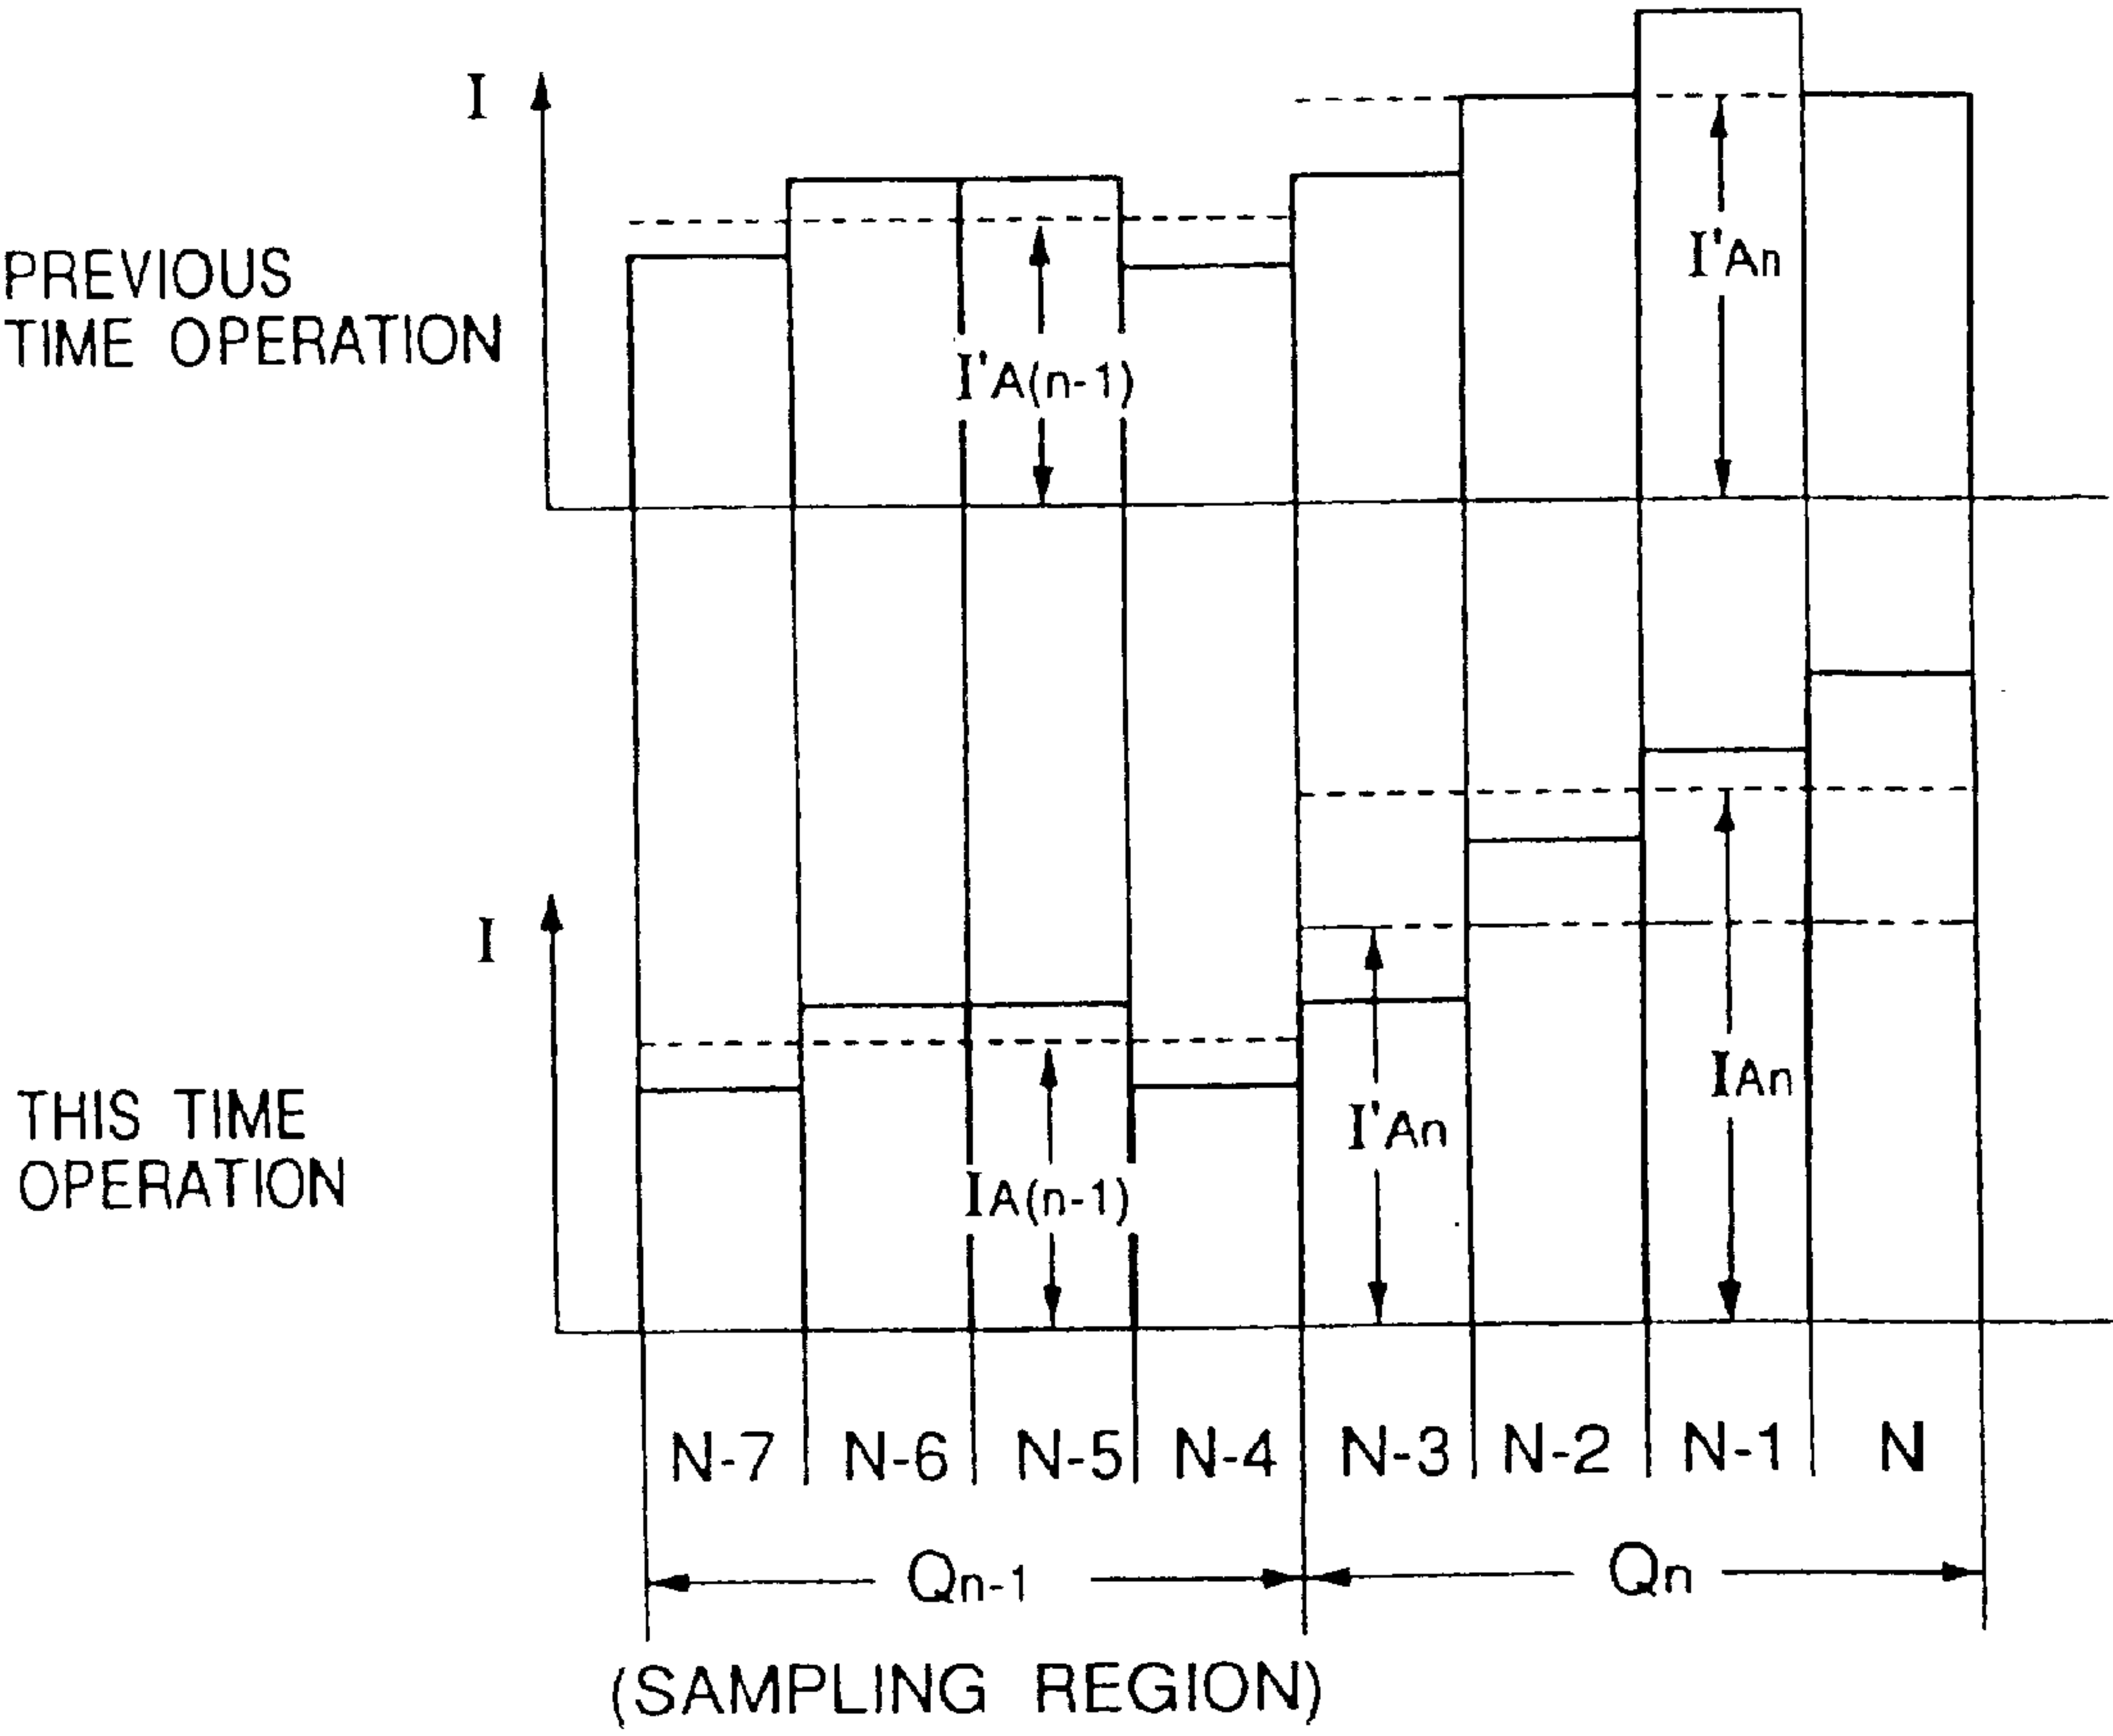 I
I'An
PREVIOUS
TIME OPERATION
I'A(n-1)
I
IAn
THIS TIME
OPERATION
I'An
IA(n-1)
N-7 N-6 N-5 N-4 N-3 N-2 N-1 N
Qn-1 Qn
(SAMPLING REGION)